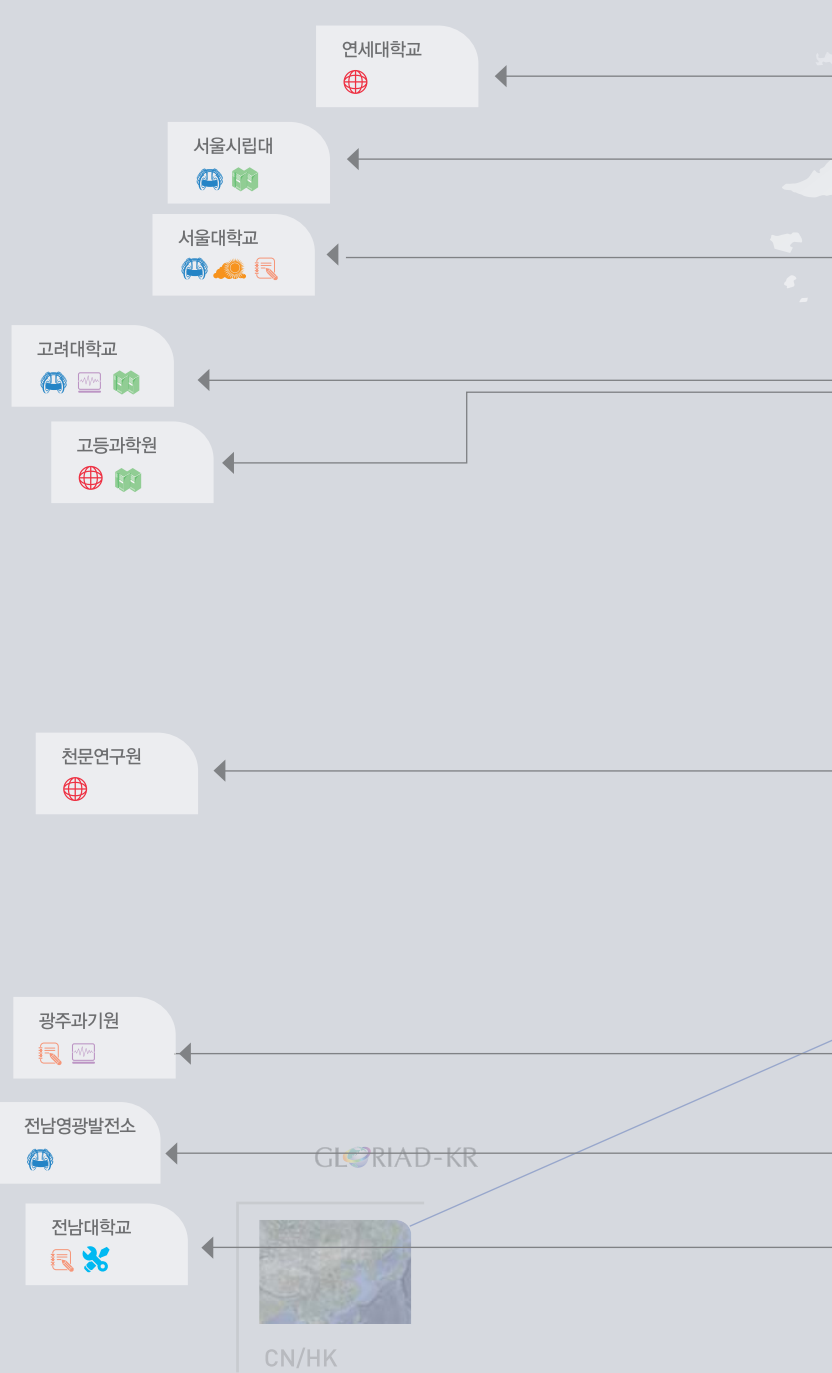 연세대학교
서울시립대
서울대학교
고려대학교
고등과학원
천문연구원
광주과기원
전남영광발전소
GLORIAD-KR
전남대학교
CN/HK